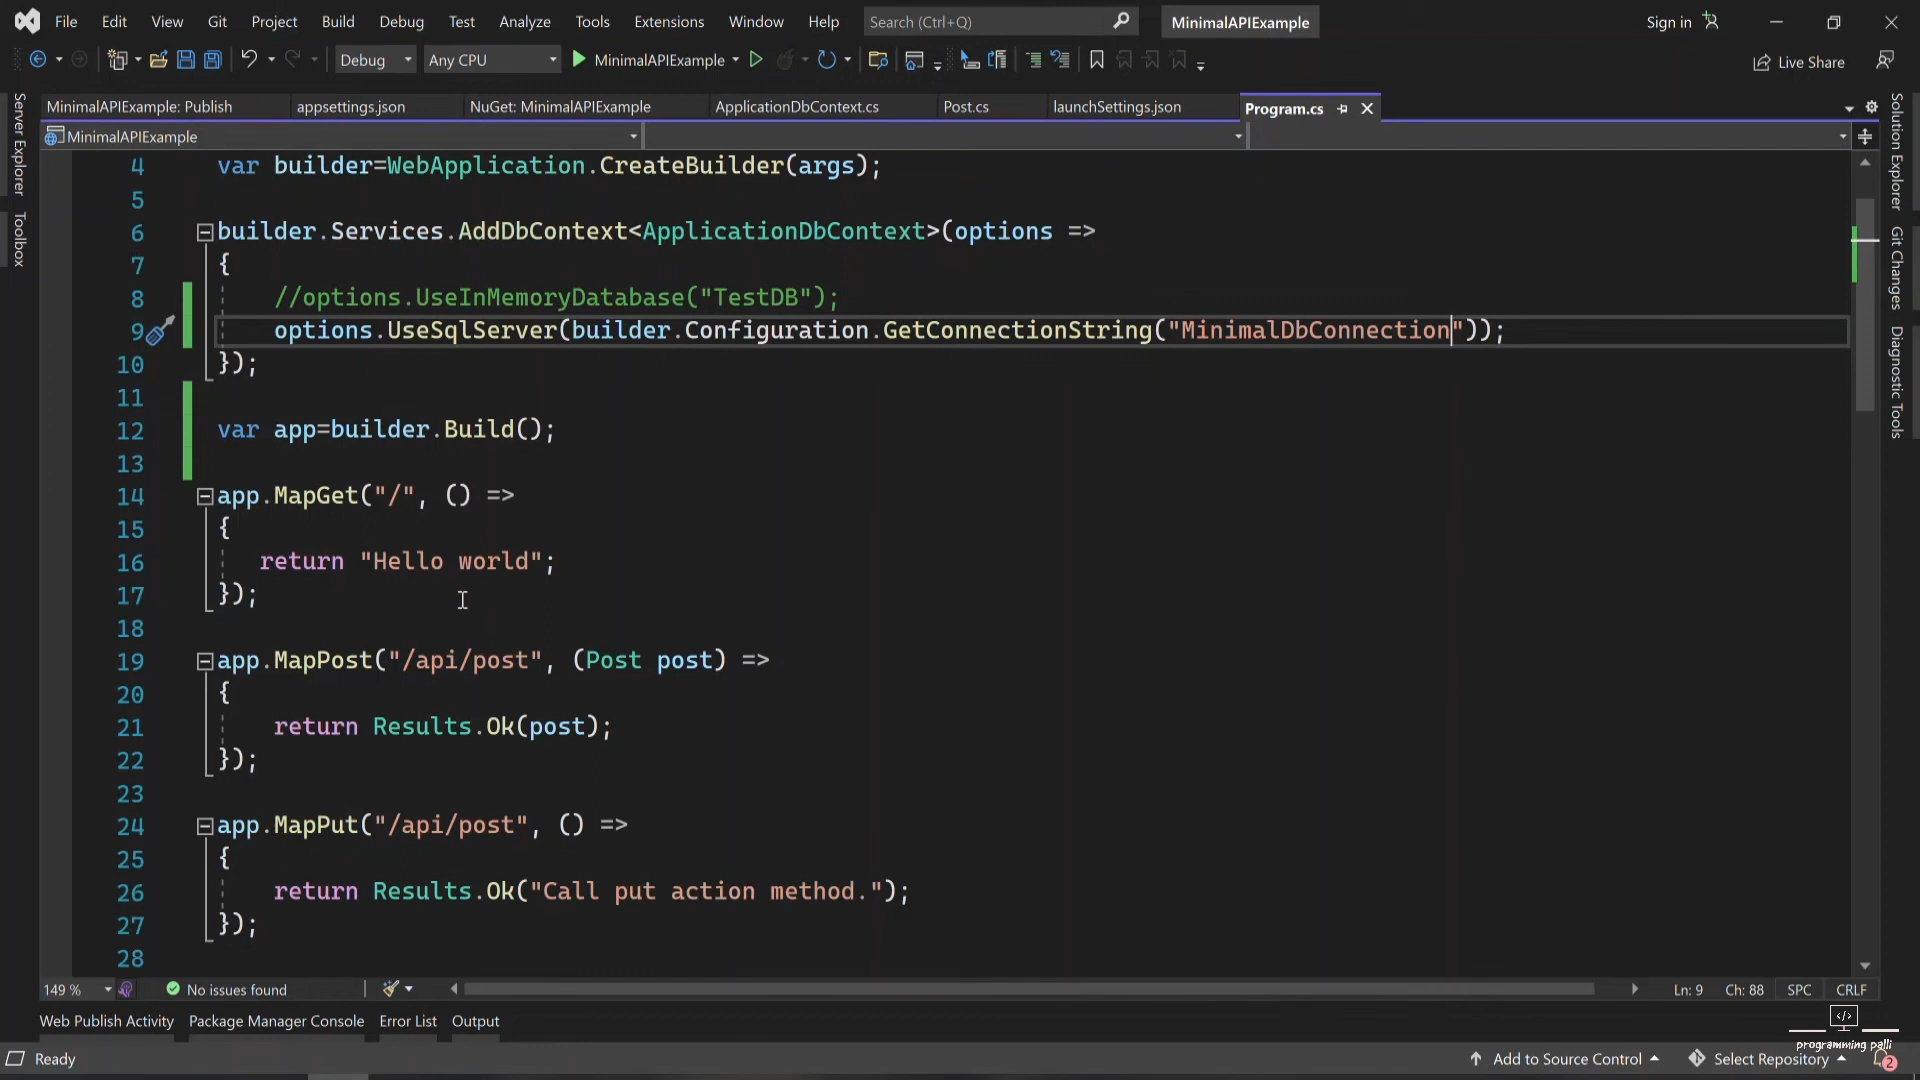 File Edit View Git Project Build Debug Test Analyze Tools Extensions Window Help Search (Ctrl+Q) MinimalAPIExample Sign in
Debug Any CPU MinimalAPIExample Live Share
MinimalAPIExample: Publish appsettings.json NuGet: MinimalAPIExample ApplicationDbContext.cs Post.cs launchSettings.json Program.cs
MinimalAPIExample
Server Explorer
Toolbox
4 var builder=WebApplication.CreateBuilder(args);
5
6 builder.Services.AddDbContext<ApplicationDbContext>(options =>
7 {
8 //options.UseInMemoryDatabase("TestDB");
9 options.UseSqlServer(builder.Configuration.GetConnectionString("MinimalDbConnection"));
10 });
11
12 var app=builder.Build();
13
14 app.MapGet("/", () =>
15 {
16 return "Hello world";
17 });
18
19 app.MapPost("/api/post", (Post post) =>
20 {
21 return Results.Ok(post);
22 });
23
24 app.MapPut("/api/post", () =>
25 {
26 return Results.Ok("Call put action method.");
27 });
28
Solution Explorer
Git Changes
Diagnostic Tools
149 % No issues found Ln: 9 Ch: 88 SPC CRLF
Web Publish Activity Package Manager Console Error List Output
</>
programming palli
Ready Add to Source Control Select Repository 2